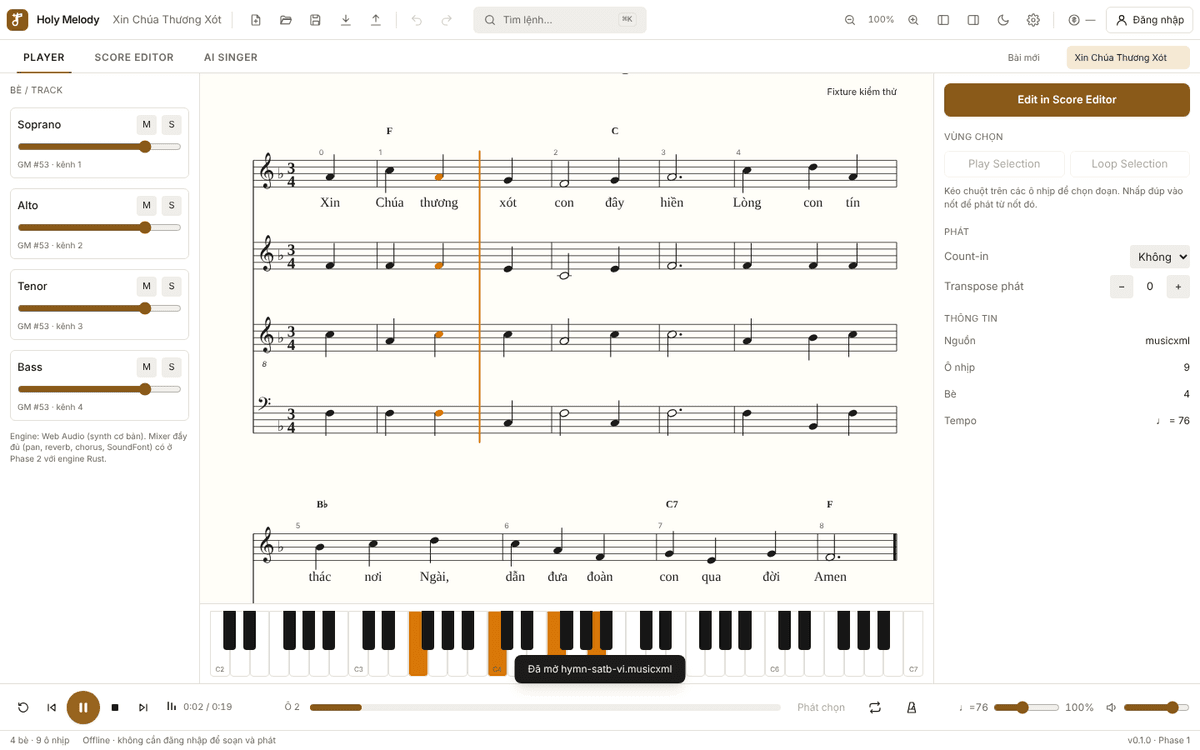 Holy Melody Xin Chúa Thương Xót Tìm lệnh... ⌘K 100% — Đăng nhập
PLAYER SCORE EDITOR AI SINGER Bài mới Xin Chúa Thương Xót
BÈ / TRACK
Soprano M S
GM #53 · kênh 1
Alto M S
GM #53 · kênh 2
Tenor M S
GM #53 · kênh 3
Bass M S
GM #53 · kênh 4
Engine: Web Audio (synth cơ bản). Mixer đầy
đủ (pan, reverb, chorus, SoundFont) có ở
Phase 2 với engine Rust.
Fixture kiểm thử
F C
0 1 2 3 4
3
4
Xin Chúa thương xót con đây hiền Lòng con tín
3
4
3
4
8
3
4
B♭ C7 F
5 6 7 8
thác nơi Ngài, dẫn đưa đoàn con qua đời Amen
C2 C3 C4 C6 C7
Đã mở hymn-satb-vi.musicxml
Edit in Score Editor
VÙNG CHỌN
Play Selection Loop Selection
Kéo chuột trên các ô nhịp để chọn đoạn. Nhấp đúp vào
nốt để phát từ nốt đó.
PHÁT
Count-in Không
Transpose phát − 0 +
THÔNG TIN
Nguồn musicxml
Ô nhịp 9
Bè 4
Tempo ♩ = 76
0:02 / 0:19 Ô 2 Phát chọn ♩=76 100%
4 bè · 9 ô nhịp Offline · không cần đăng nhập để soạn và phát v0.1.0 · Phase 1